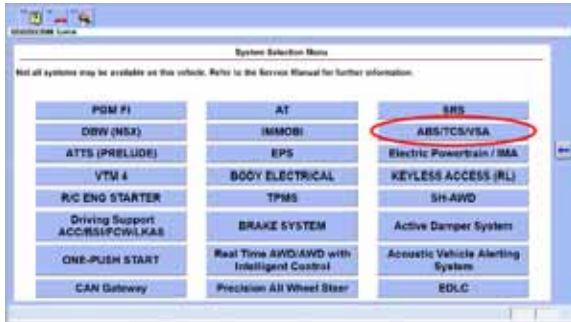 System Selection Menu
Not all systems may be available on this vehicle. Refer to the Service Manual for further information.
PGM FI
AT
SRS
DBW (NSX)
IMMOBI
ABS/TCS/VSA
ATTS (PRELUDE)
EPS
Electric Powertrain / IMA
VTM 4
BODY ELECTRICAL
KEYLESS ACCESS (RL)
R/C ENG STARTER
TPMS
SH-AWD
Driving Support
ACC/BSI/FCW/LKAS
BRAKE SYSTEM
Active Damper System
ONE-PUSH START
Real Time AWD/AWD with
Intelligent Control
Acoustic Vehicle Alerting
System
CAN Gateway
Precision All Wheel Steer
EDLC